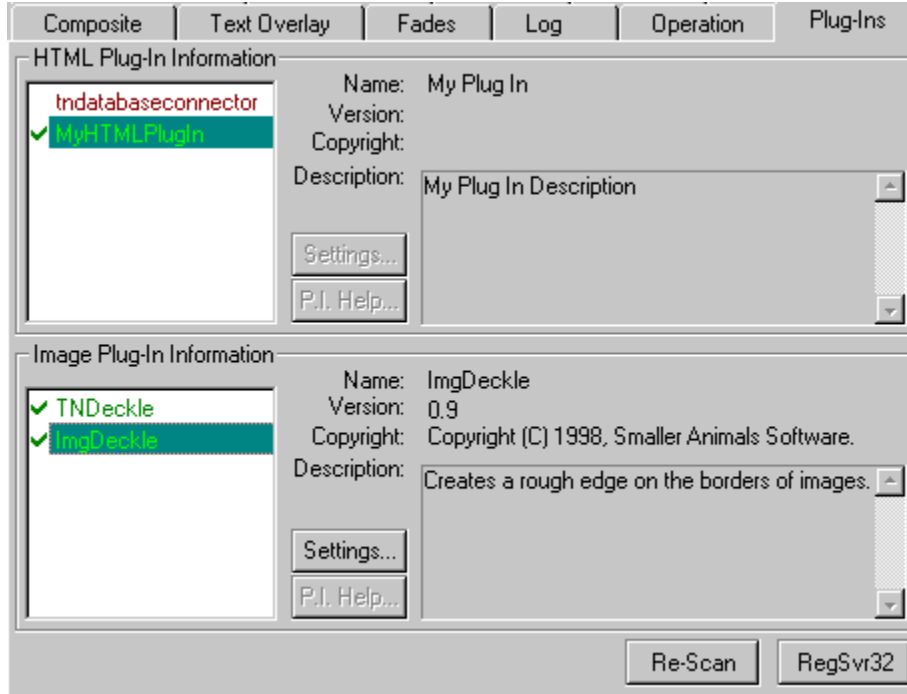 Composite Text Overlay Fades Log Operation Plug-Ins
HTML Plug-In Information
tndatabaseconnector
MyHTMLPlugIn
Name: My Plug In
Version:
Copyright:
Description: My Plug In Description
Settings...
P.I. Help...
Image Plug-In Information
TNDeckle
ImgDeckle
Name: ImgDeckle
Version: 0.9
Copyright: Copyright (C) 1998, Smaller Animals Software.
Description: Creates a rough edge on the borders of images.
Settings...
P.I. Help...
Re-Scan RegSvr32